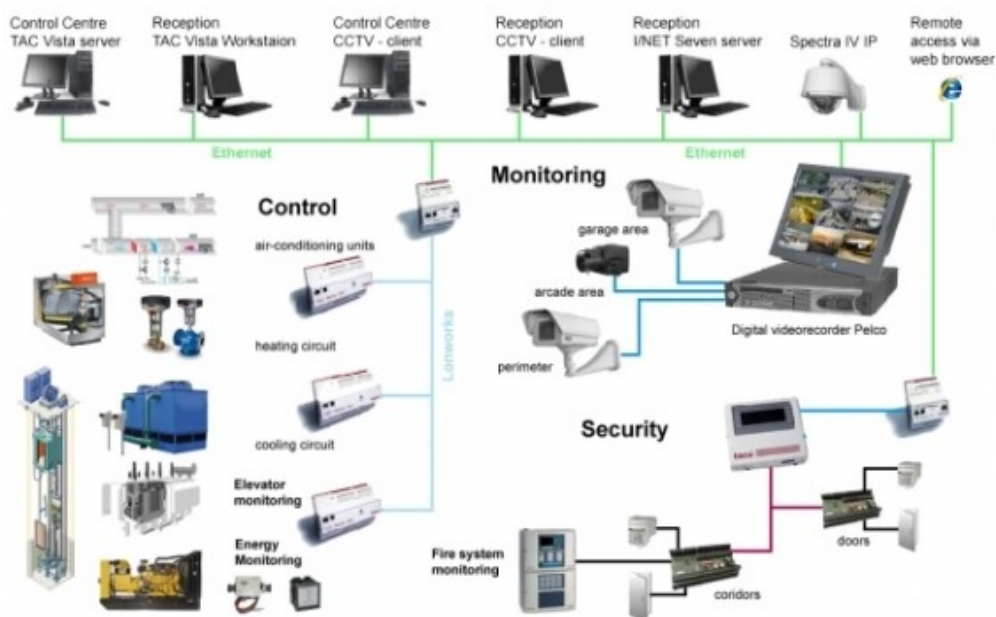 Control Centre
TAC Vista server
Reception
TAC Vista Workstaion
Control Centre
CCTV - client
Reception
CCTV - client
Reception
I/NET Seven server
Spectra IV IP
Remote
access via
web browser
Ethernet
Ethernet
Control
Monitoring
air-conditioning units
garage area
arcade area
Digital videorecorder Pelco
heating circuit
perimeter
Lonworks
Security
cooling circuit
Elevator
monitoring
Energy
Monitoring
Fire system
monitoring
doors
coridors